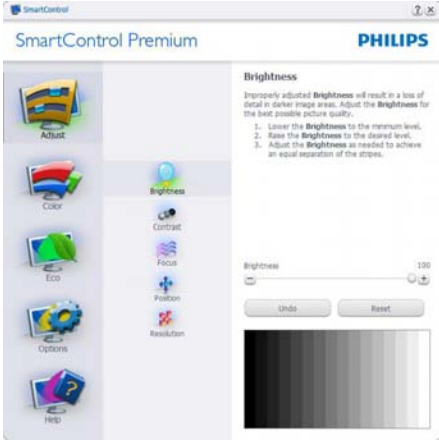 SmartControl
SmartControl Premium
PHILIPS
Adjust
Color
Eco
Options
Help
Brightness
Contrast
Focus
Position
Resolution
Brightness
Improperly adjusted Brightness will result in a loss of
detail in darker image areas. Adjust the Brightness for
the best possible picture quality.
1. Lower the Brightness to the minimum level.
2. Raise the Brightness to the desired level.
3. Adjust the Brightness as needed to achieve
an equal separation of the stripes.
Brightness 100
Undo Reset